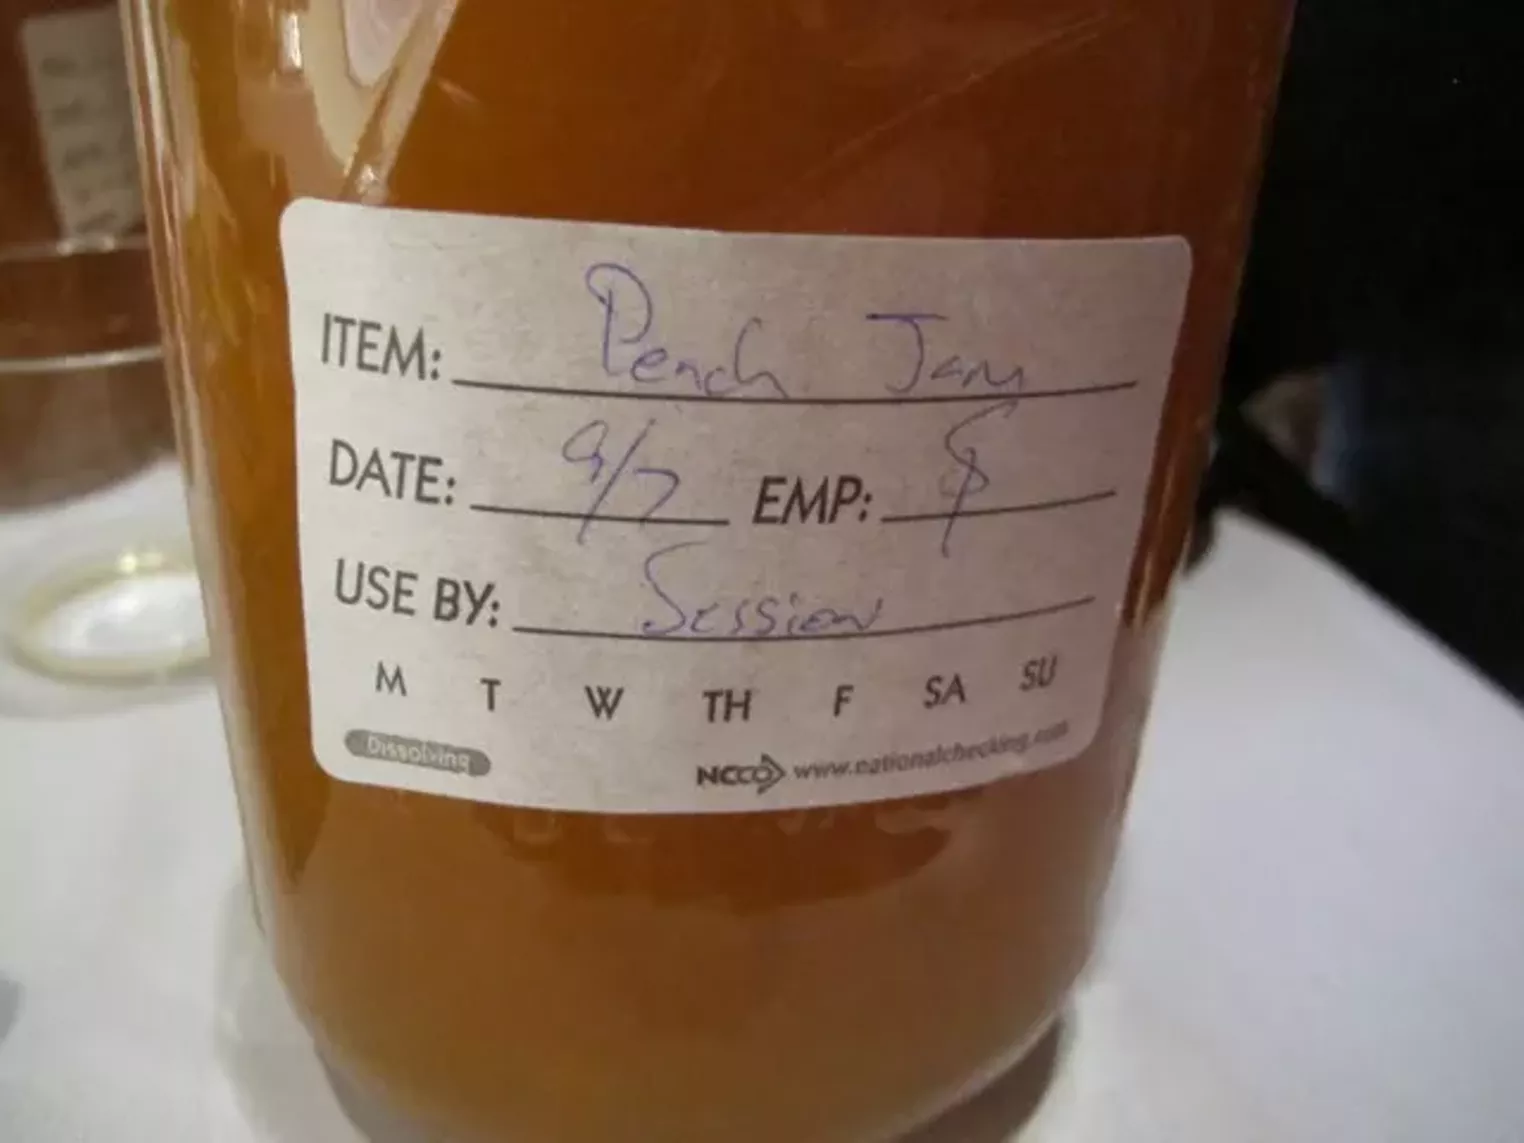 ITEM: Peach Jam
DATE: 9/7 EMP:
USE BY: Session
M T W TH F SA SU
Dissolving NCCO www.nationalchecking.com